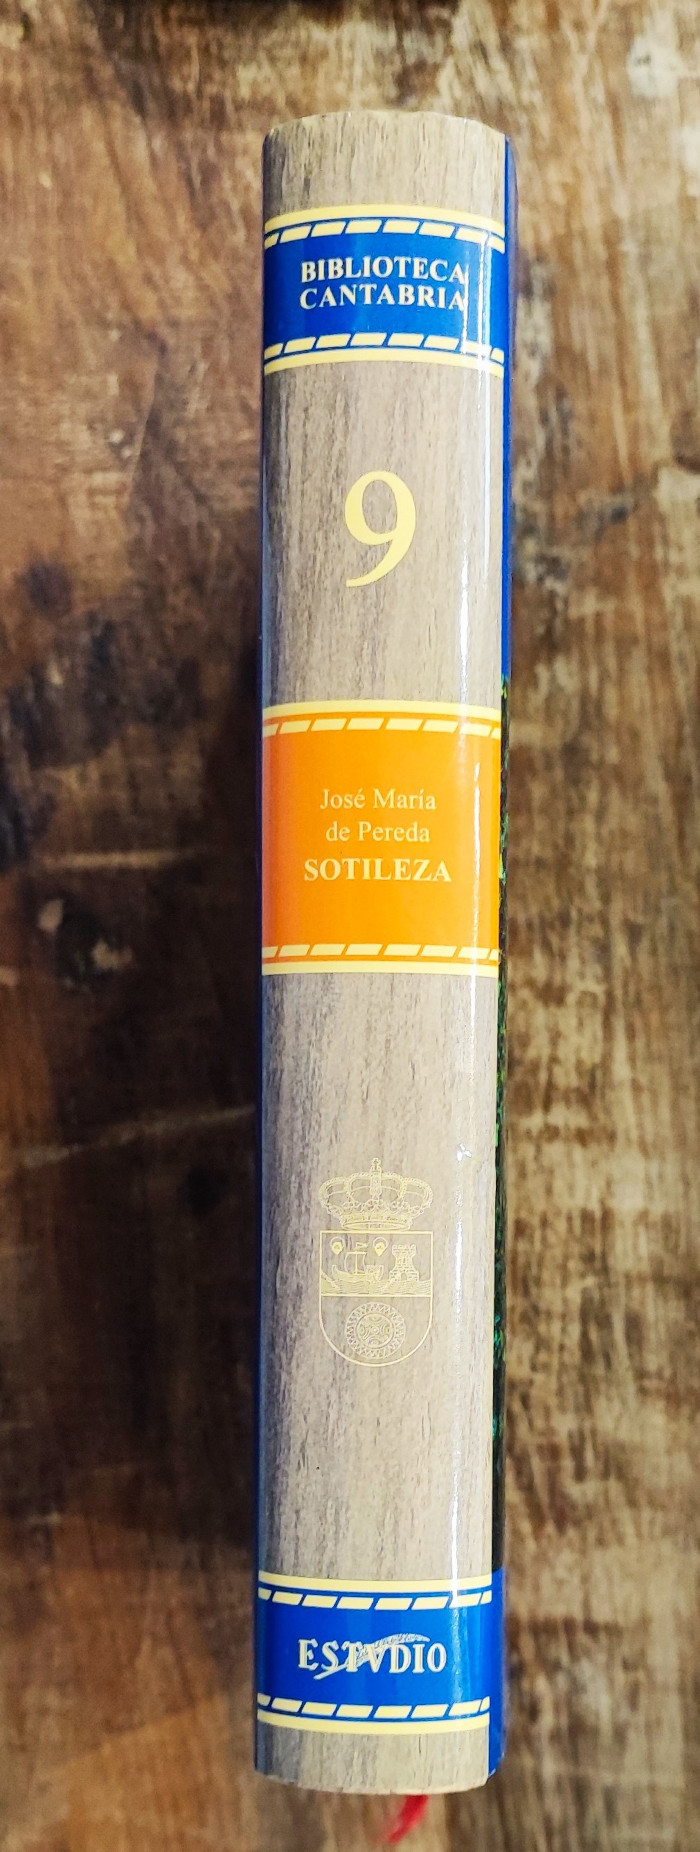 BIBLIOTECA
CANTABRIA
9
José María
de Pereda
SOTILEZA
ESTVDIO